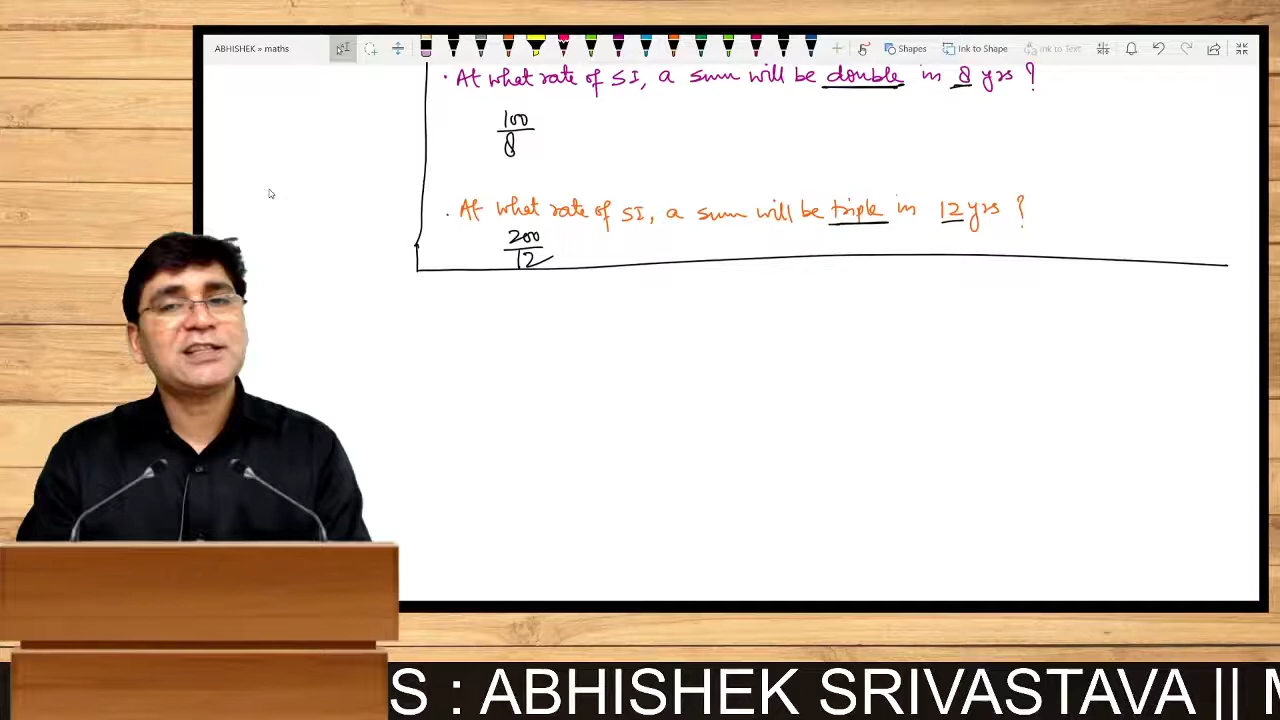 ABHISHEK » maths
Shapes
Ink to Shape
Ink to Text
· At what rate of SI, a sum will be double in 8 yrs ?
100
8
· At what rate of SI, a sum will be triple in 12 yrs ?
200
12
S : ABHISHEK SRIVASTAVA || M